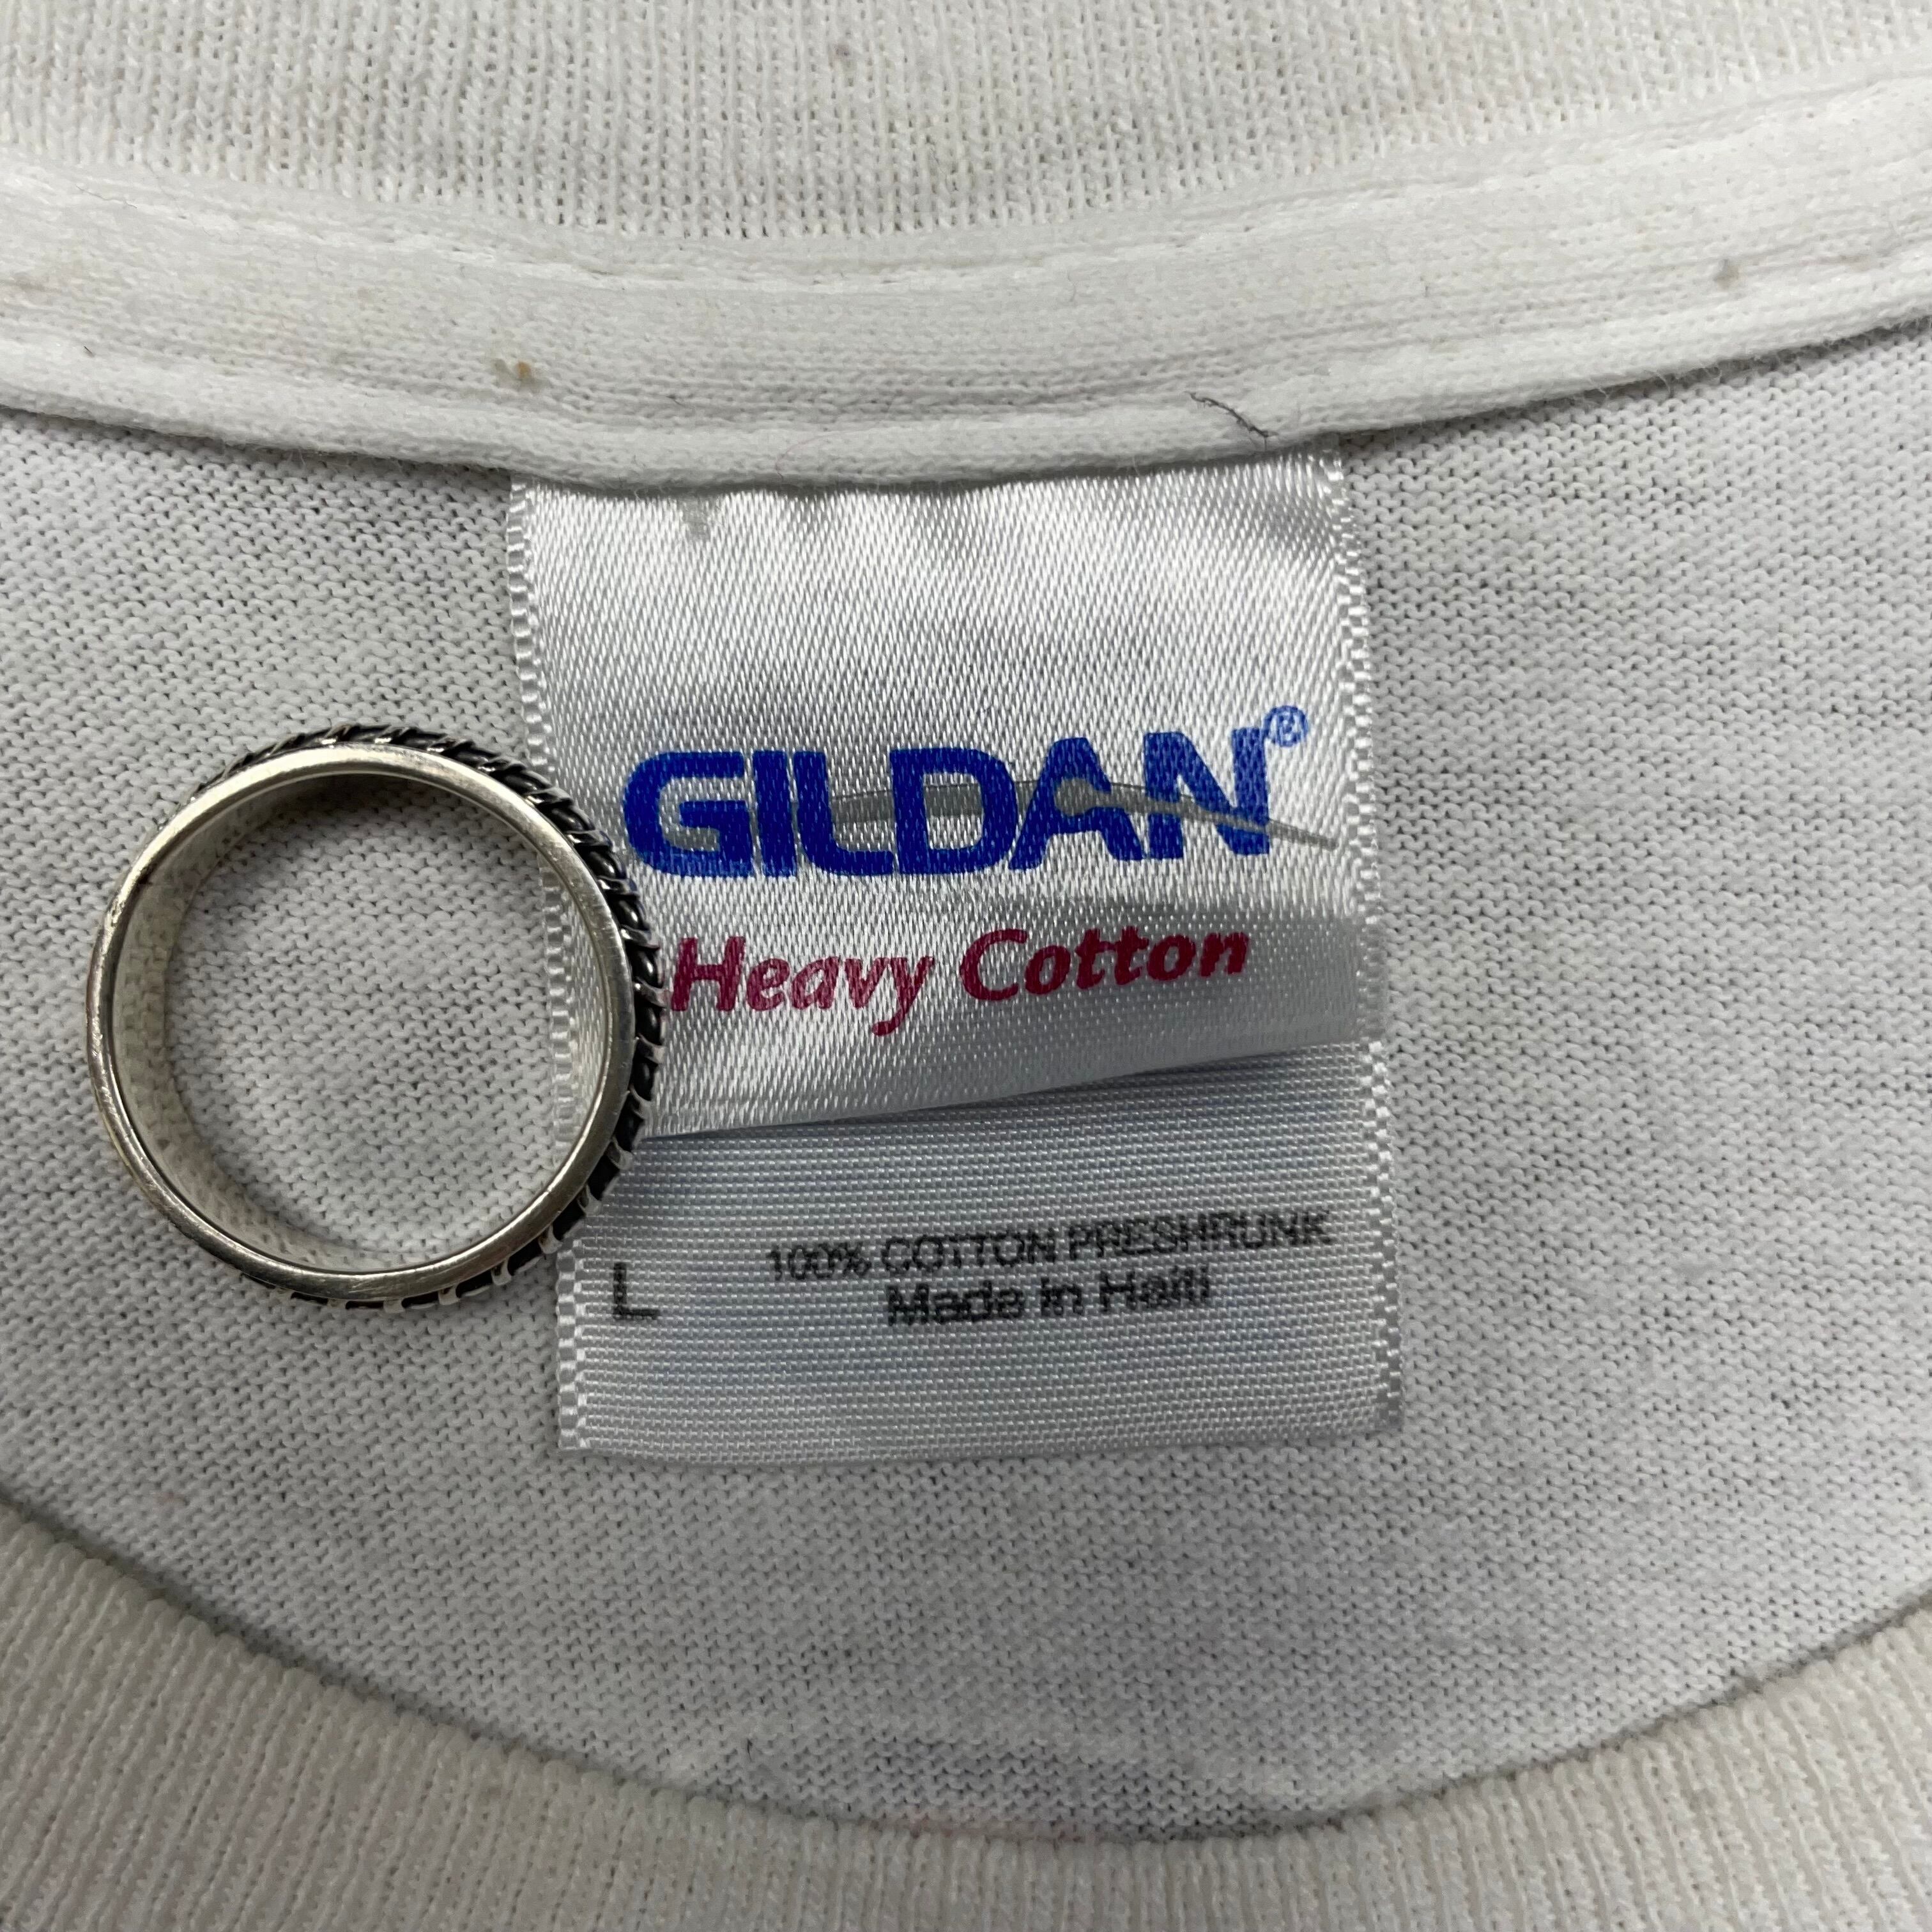 GILDAN®
Heavy Cotton
100% COTTON PRESHRUNK
L Made in Haiti